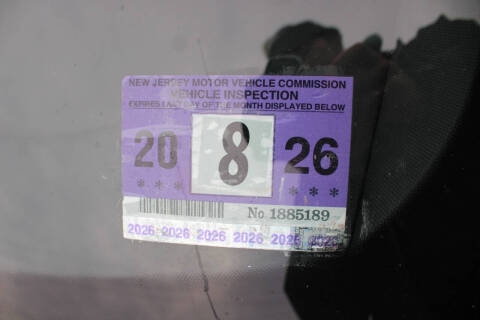 NEW JERSEY MOTOR VEHICLE COMMISSION
VEHICLE INSPECTION
EXPIRES LAST DAY OF THE MONTH DISPLAYED BELOW
20 8 26
* * * * * *
No 1885189
2026 2026 2026 2026 2026 2026